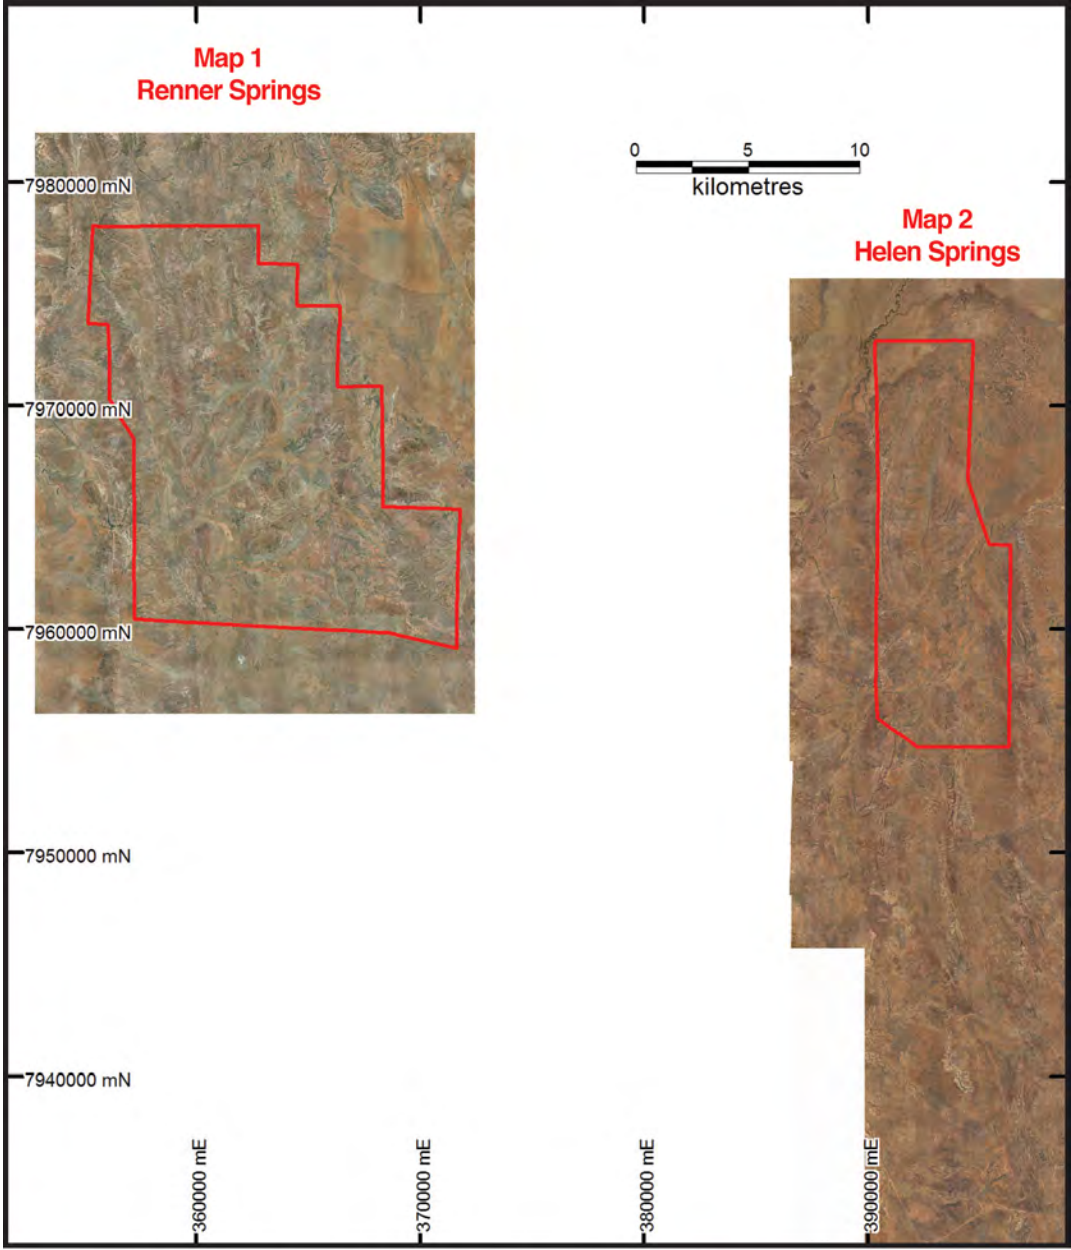 Map 1
Renner Springs
0 5 10
kilometres
7980000 mN
Map 2
Helen Springs
7970000 mN
7960000 mN
7950000 mN
7940000 mN
360000 mE
370000 mE
380000 mE
390000 mE